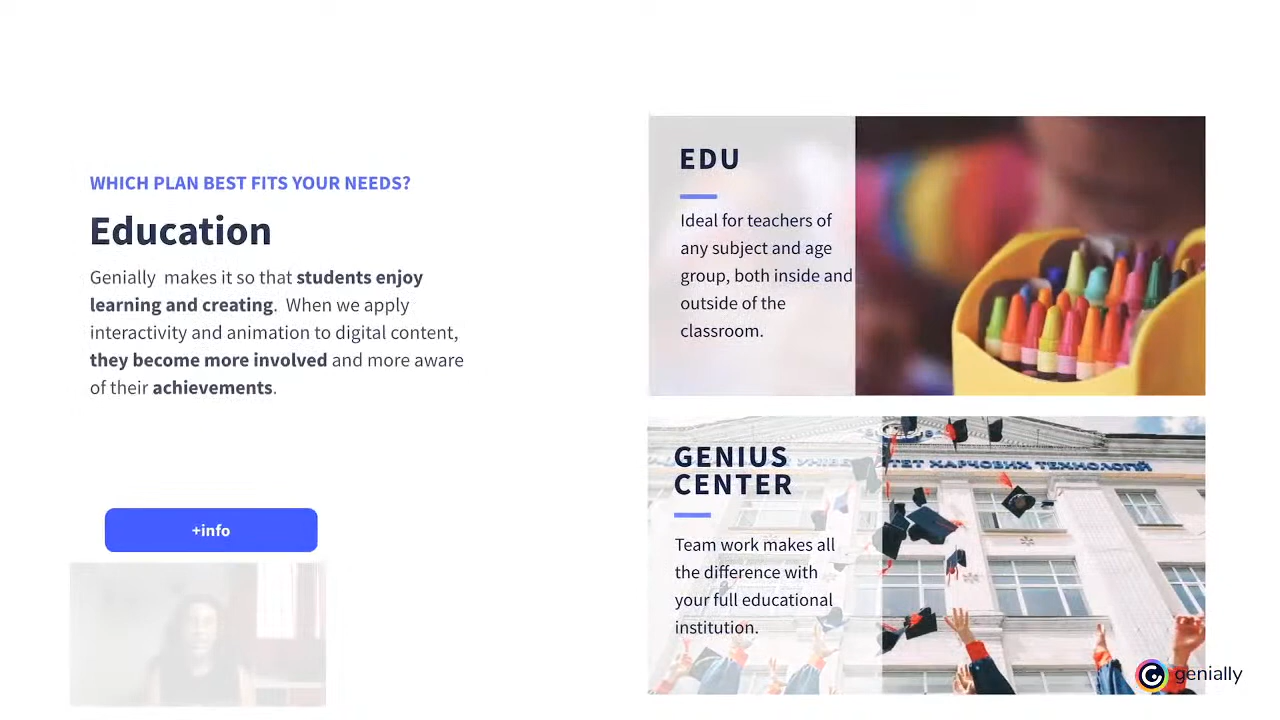 WHICH PLAN BEST FITS YOUR NEEDS?
Education
Genially makes it so that students enjoy
learning and creating. When we apply
interactivity and animation to digital content,
they become more involved and more aware
of their achievements.
+info
EDU
Ideal for teachers of
any subject and age
group, both inside and
outside of the
classroom.
GENIUS
CENTER
Team work makes all
the difference with
your full educational
institution.
ТЕТ ХАРЧОВИХ ТЕХНОЛОГІЙ
genially